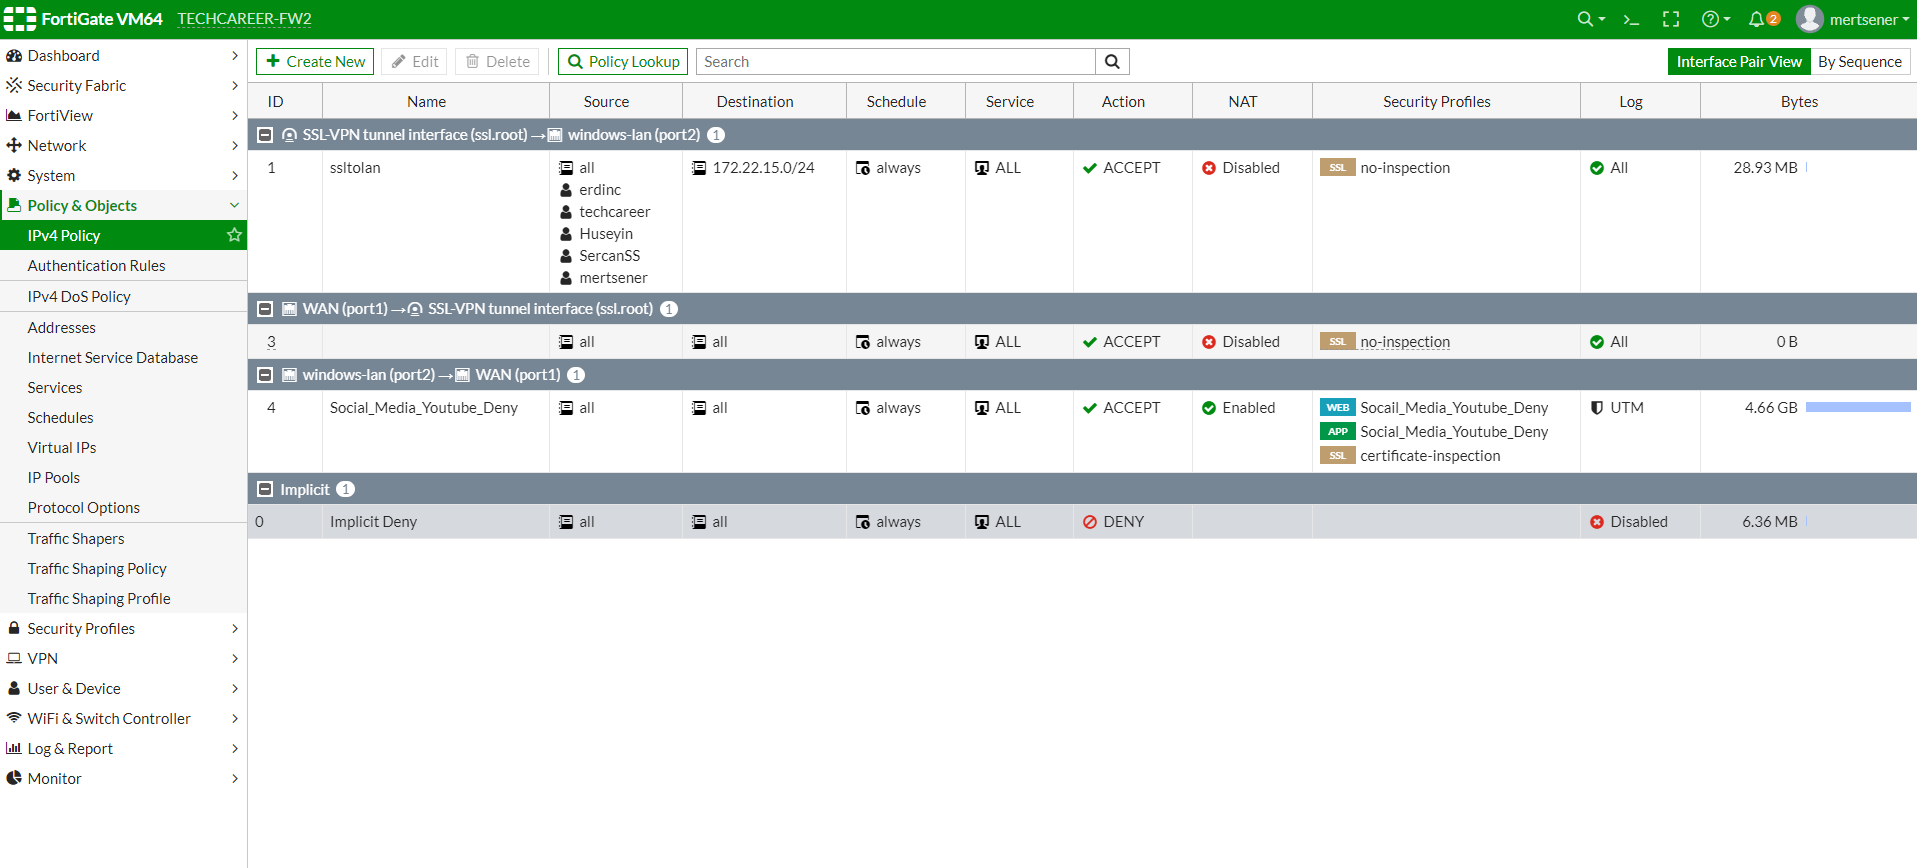 FortiGate VM64 TECHCAREER-FW2 2 mertsener
Dashboard
Security Fabric
FortiView
Network
System
Policy & Objects
IPv4 Policy
Authentication Rules
IPv4 DoS Policy
Addresses
Internet Service Database
Services
Schedules
Virtual IPs
IP Pools
Protocol Options
Traffic Shapers
Traffic Shaping Policy
Traffic Shaping Profile
Security Profiles
VPN
User & Device
WiFi & Switch Controller
Log & Report
Monitor
+ Create New Edit Delete Policy Lookup Search Interface Pair View By Sequence
ID Name Source Destination Schedule Service Action NAT Security Profiles Log Bytes
SSL-VPN tunnel interface (ssl.root) → windows-lan (port2) 1
1 ssltolan all 172.22.15.0/24 always ALL ACCEPT Disabled SSL no-inspection All 28.93 MB
erdinc
techcareer
Huseyin
SercanSS
mertsener
WAN (port1) → SSL-VPN tunnel interface (ssl.root) 1
3 all all always ALL ACCEPT Disabled SSL no-inspection All 0 B
windows-lan (port2) → WAN (port1) 1
4 Social_Media_Youtube_Deny all all always ALL ACCEPT Enabled WEB Socail_Media_Youtube_Deny UTM 4.66 GB
APP Social_Media_Youtube_Deny
SSL certificate-inspection
Implicit 1
0 Implicit Deny all all always ALL DENY Disabled 6.36 MB